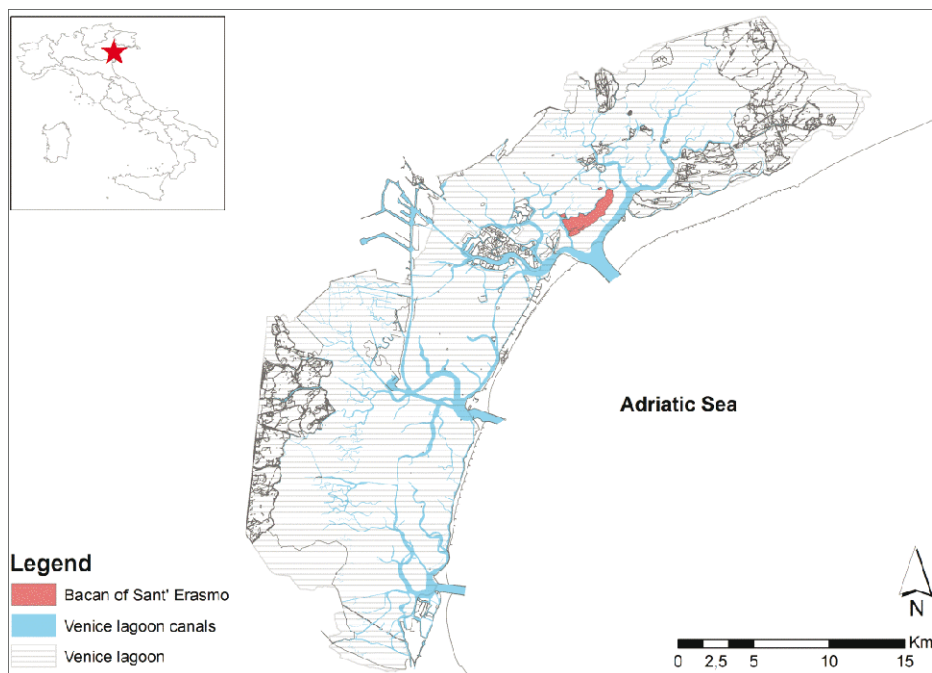 Adriatic Sea
Legend
Bacan of Sant' Erasmo
Venice lagoon canals
Venice lagoon
N
Km
0 2,5 5 10 15